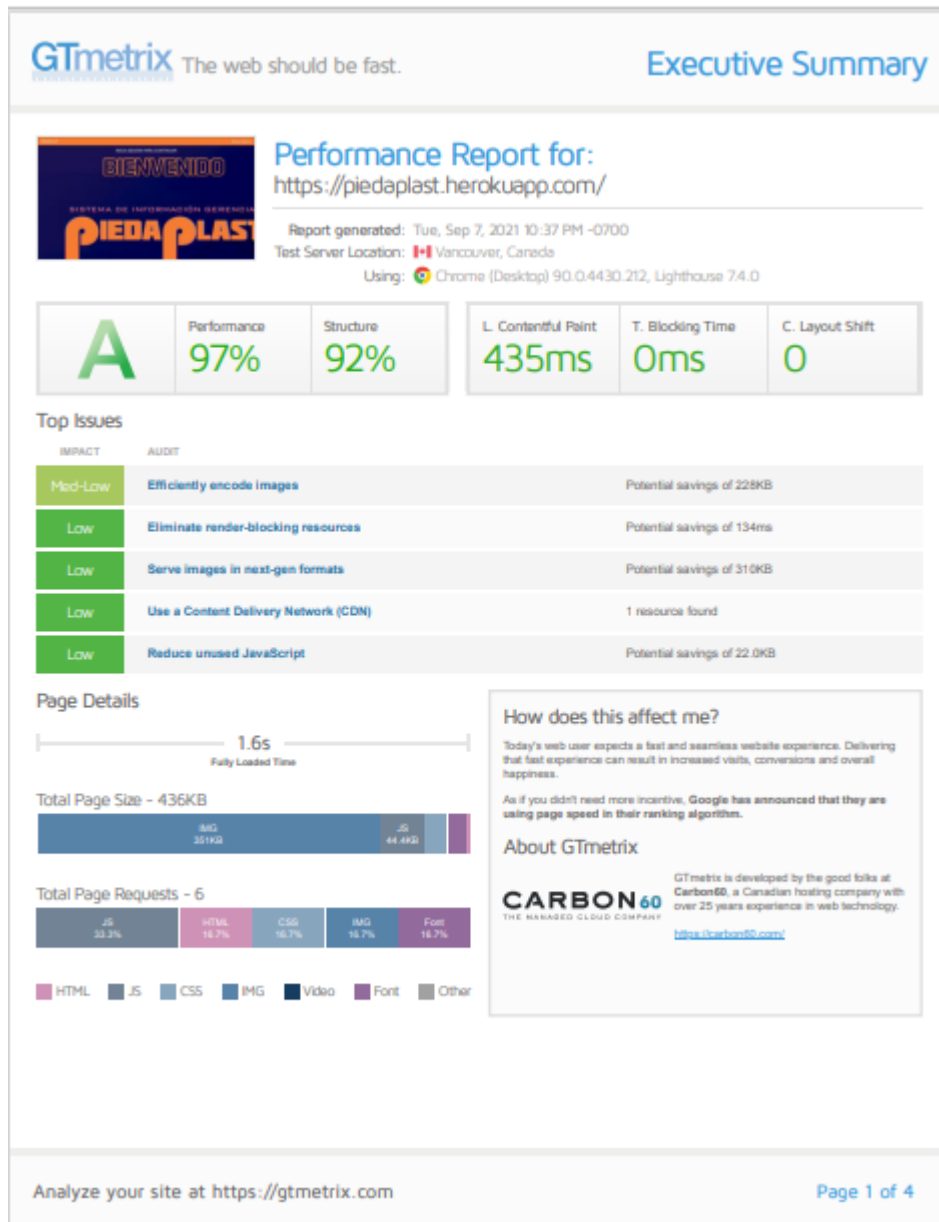 GTmetrix The web should be fast.
Executive Summary
BIENVENIDO
SISTEMA DE INFORMACIÓN GERENCIA
PIEDAPLAST
Performance Report for:
https://piedaplast.herokuapp.com/
Report generated: Tue, Sep 7, 2021 10:37 PM -0700
Test Server Location: Vancouver, Canada
Using: Chrome (Desktop) 90.0.4430.212, Lighthouse 7.4.0
A
Performance
97%
Structure
92%
L. Contentful Paint
435ms
T. Blocking Time
0ms
C. Layout Shift
0
Top Issues
IMPACT AUDIT
Med-Low Efficiently encode images Potential savings of 228KB
Low Eliminate render-blocking resources Potential savings of 134ms
Low Serve images in next-gen formats Potential savings of 310KB
Low Use a Content Delivery Network (CDN) 1 resource found
Low Reduce unused JavaScript Potential savings of 22.0KB
Page Details
1.6s
Fully Loaded Time
Total Page Size - 436KB
IMG
351KB
JS
44.4KB
Total Page Requests - 6
JS
33.3%
HTML
16.7%
CSS
16.7%
IMG
16.7%
Font
16.7%
HTML JS CSS IMG Video Font Other
How does this affect me?
Today's web user expects a fast and seamless website experience. Delivering
that fast experience can result in increased visits, conversions and overall
happiness.
As if you didn't need more incentive, Google has announced that they are
using page speed in their ranking algorithm.
About GTmetrix
CARBON60
THE MANAGED CLOUD COMPANY
GTmetrix is developed by the good folks at
Carbon60, a Canadian hosting company with
over 25 years experience in web technology.
https://carbon60.com/
Analyze your site at https://gtmetrix.com
Page 1 of 4